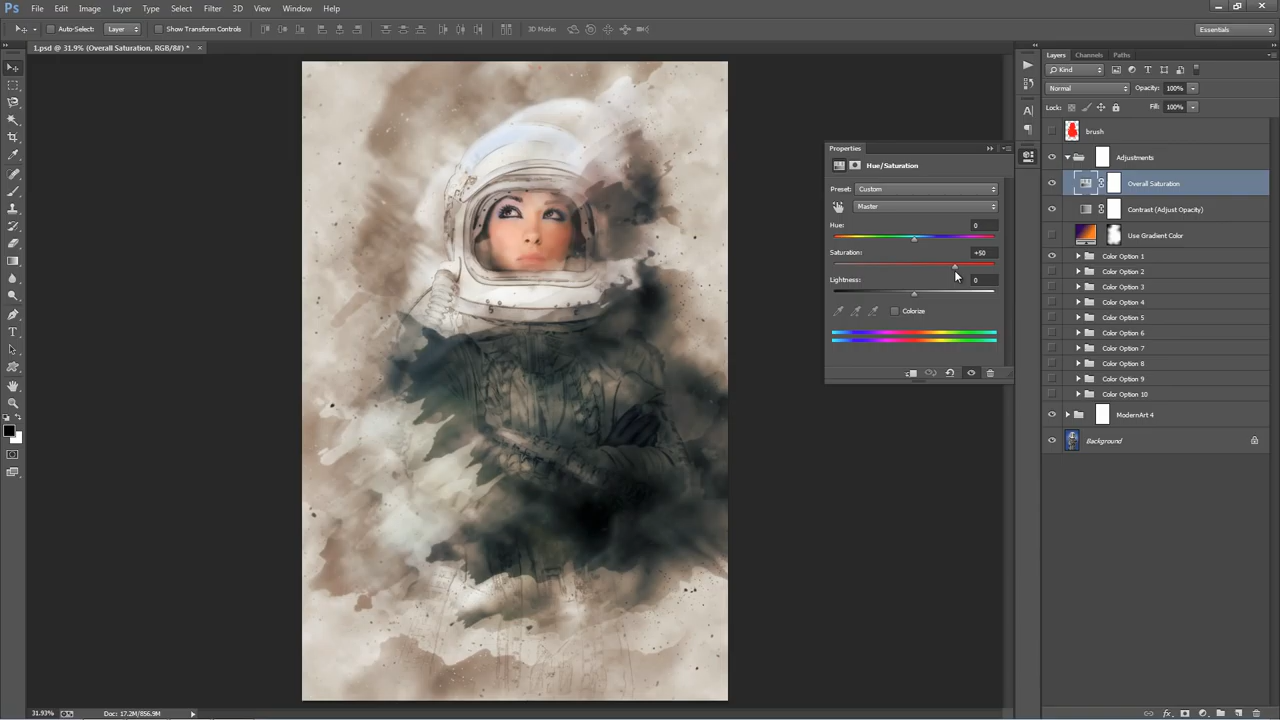 Ps File Edit Image Layer Type Select Filter 3D View Window Help
Auto-Select: Layer Show Transform Controls 3D Mode: Essentials
1.psd @ 31.9% (Overall Saturation, RGB/8#) * ×
Layers Channels Paths
Kind
Normal Opacity: 100%
Lock: Fill: 100%
brush
Adjustments
Overall Saturation
Contrast (Adjust Opacity)
Use Gradient Color
Color Option 1
Color Option 2
Color Option 3
Color Option 4
Color Option 5
Color Option 6
Color Option 7
Color Option 8
Color Option 9
Color Option 10
ModernArt 4
Background
Properties
Hue/Saturation
Preset: Custom
Master
Hue: 0
Saturation: +50
Lightness: 0
Colorize
31.93% Doc: 17.2M/856.9M